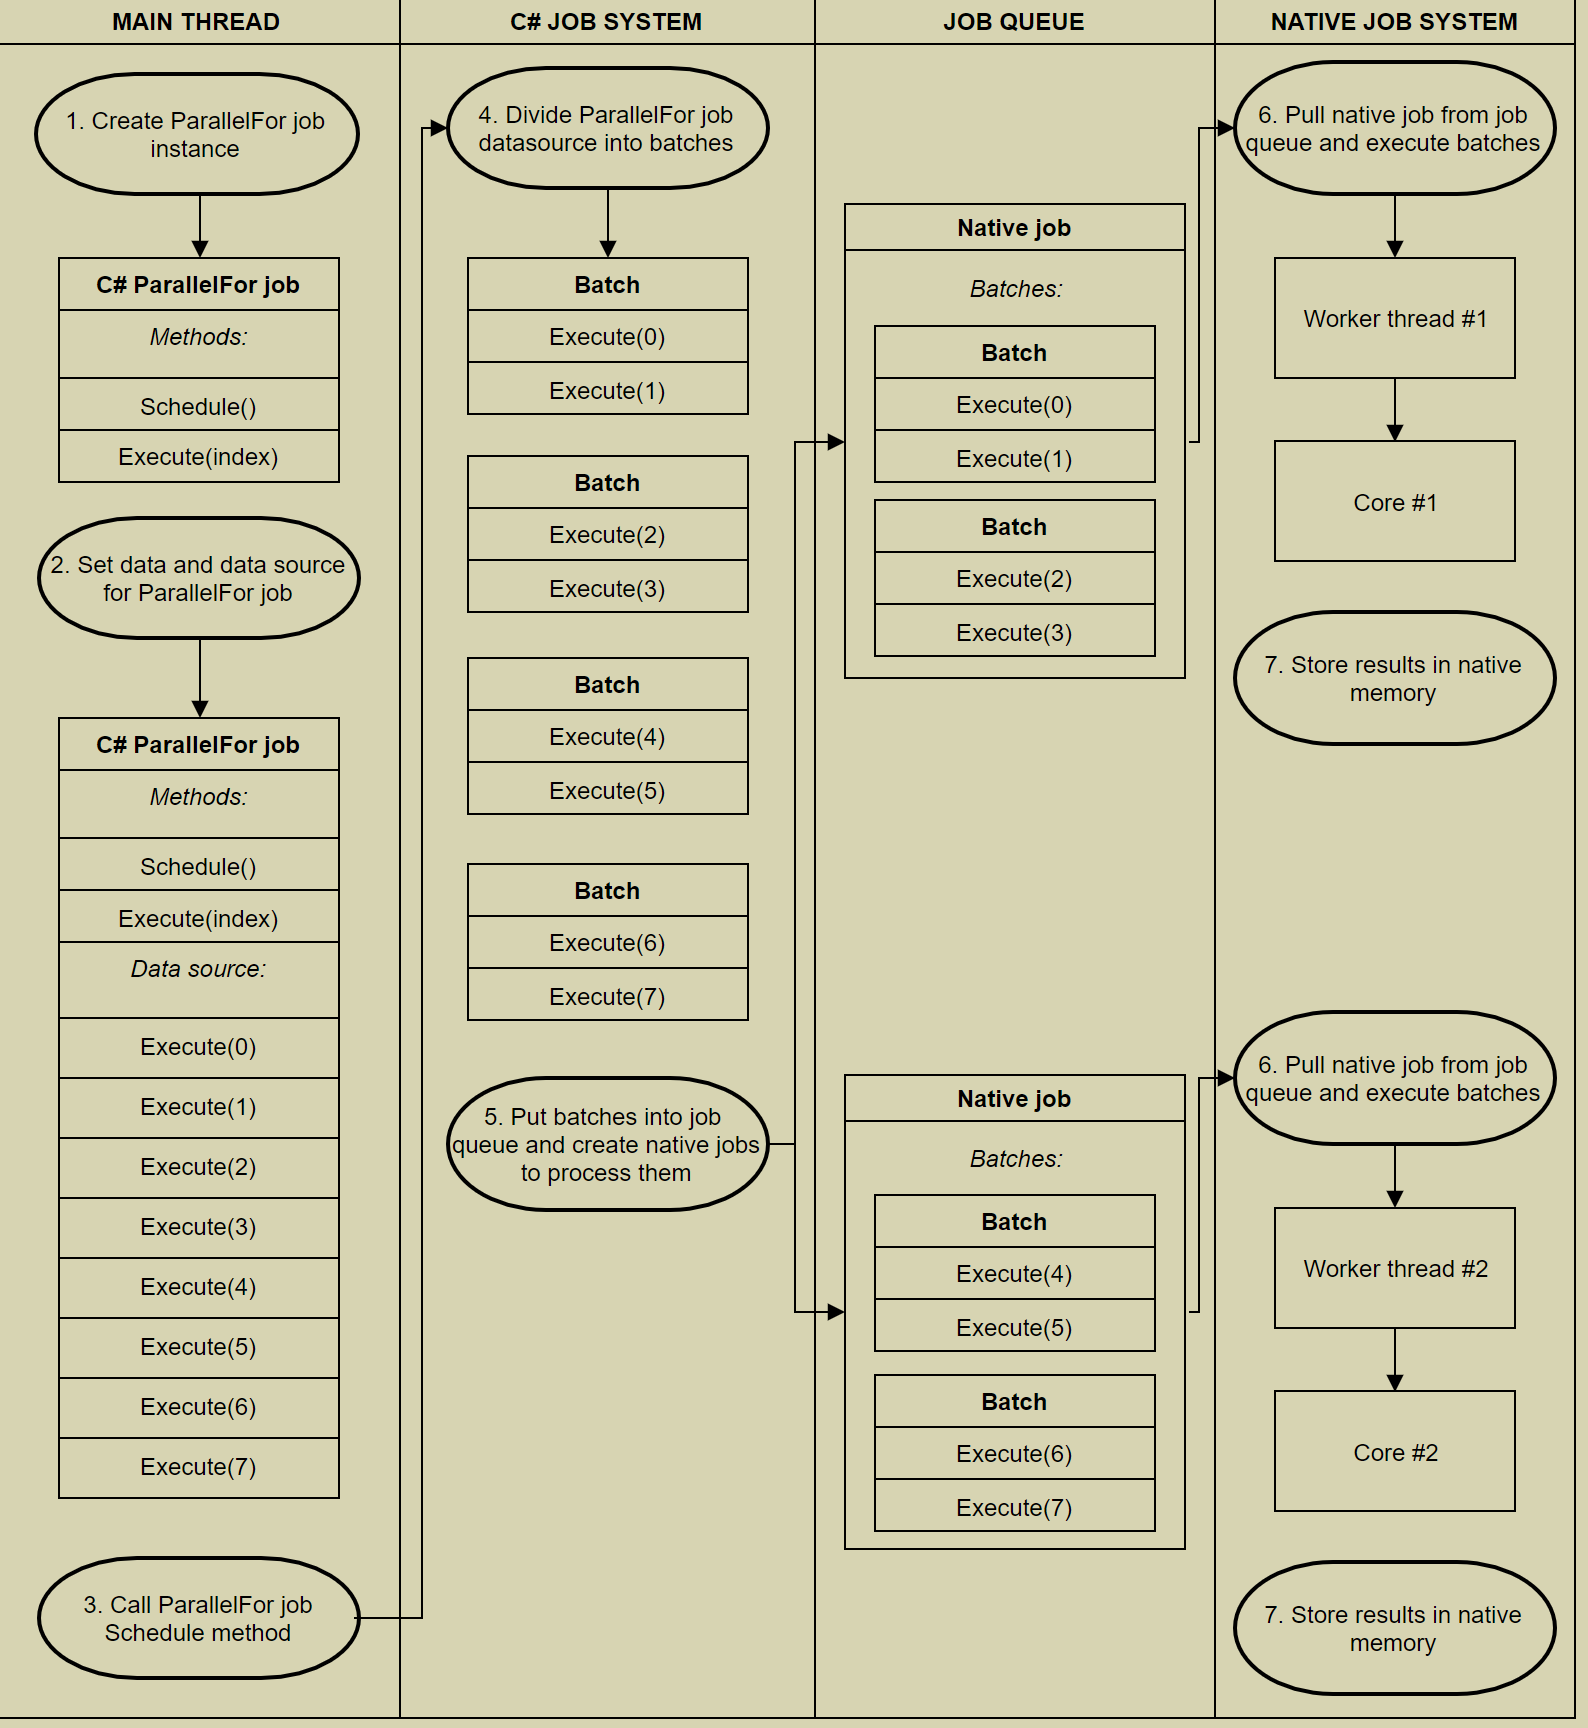 MAIN THREAD
1. Create ParallelFor job
instance
C# ParallelFor job
Methods:
Schedule()
Execute(index)
2. Set data and data source
for ParallelFor job
C# ParallelFor job
Methods:
Schedule()
Execute(index)
Data source:
Execute(0)
Execute(1)
Execute(2)
Execute(3)
Execute(4)
Execute(5)
Execute(6)
Execute(7)
3. Call ParallelFor job
Schedule method
C# JOB SYSTEM
4. Divide ParallelFor job
datasource into batches
Batch
Execute(0)
Execute(1)
Batch
Execute(2)
Execute(3)
Batch
Execute(4)
Execute(5)
Batch
Execute(6)
Execute(7)
5. Put batches into job
queue and create native jobs
to process them
JOB QUEUE
Native job
Batches:
Batch
Execute(0)
Execute(1)
Batch
Execute(2)
Execute(3)
Native job
Batches:
Batch
Execute(4)
Execute(5)
Batch
Execute(6)
Execute(7)
NATIVE JOB SYSTEM
6. Pull native job from job
queue and execute batches
Worker thread #1
Core #1
7. Store results in native
memory
6. Pull native job from job
queue and execute batches
Worker thread #2
Core #2
7. Store results in native
memory